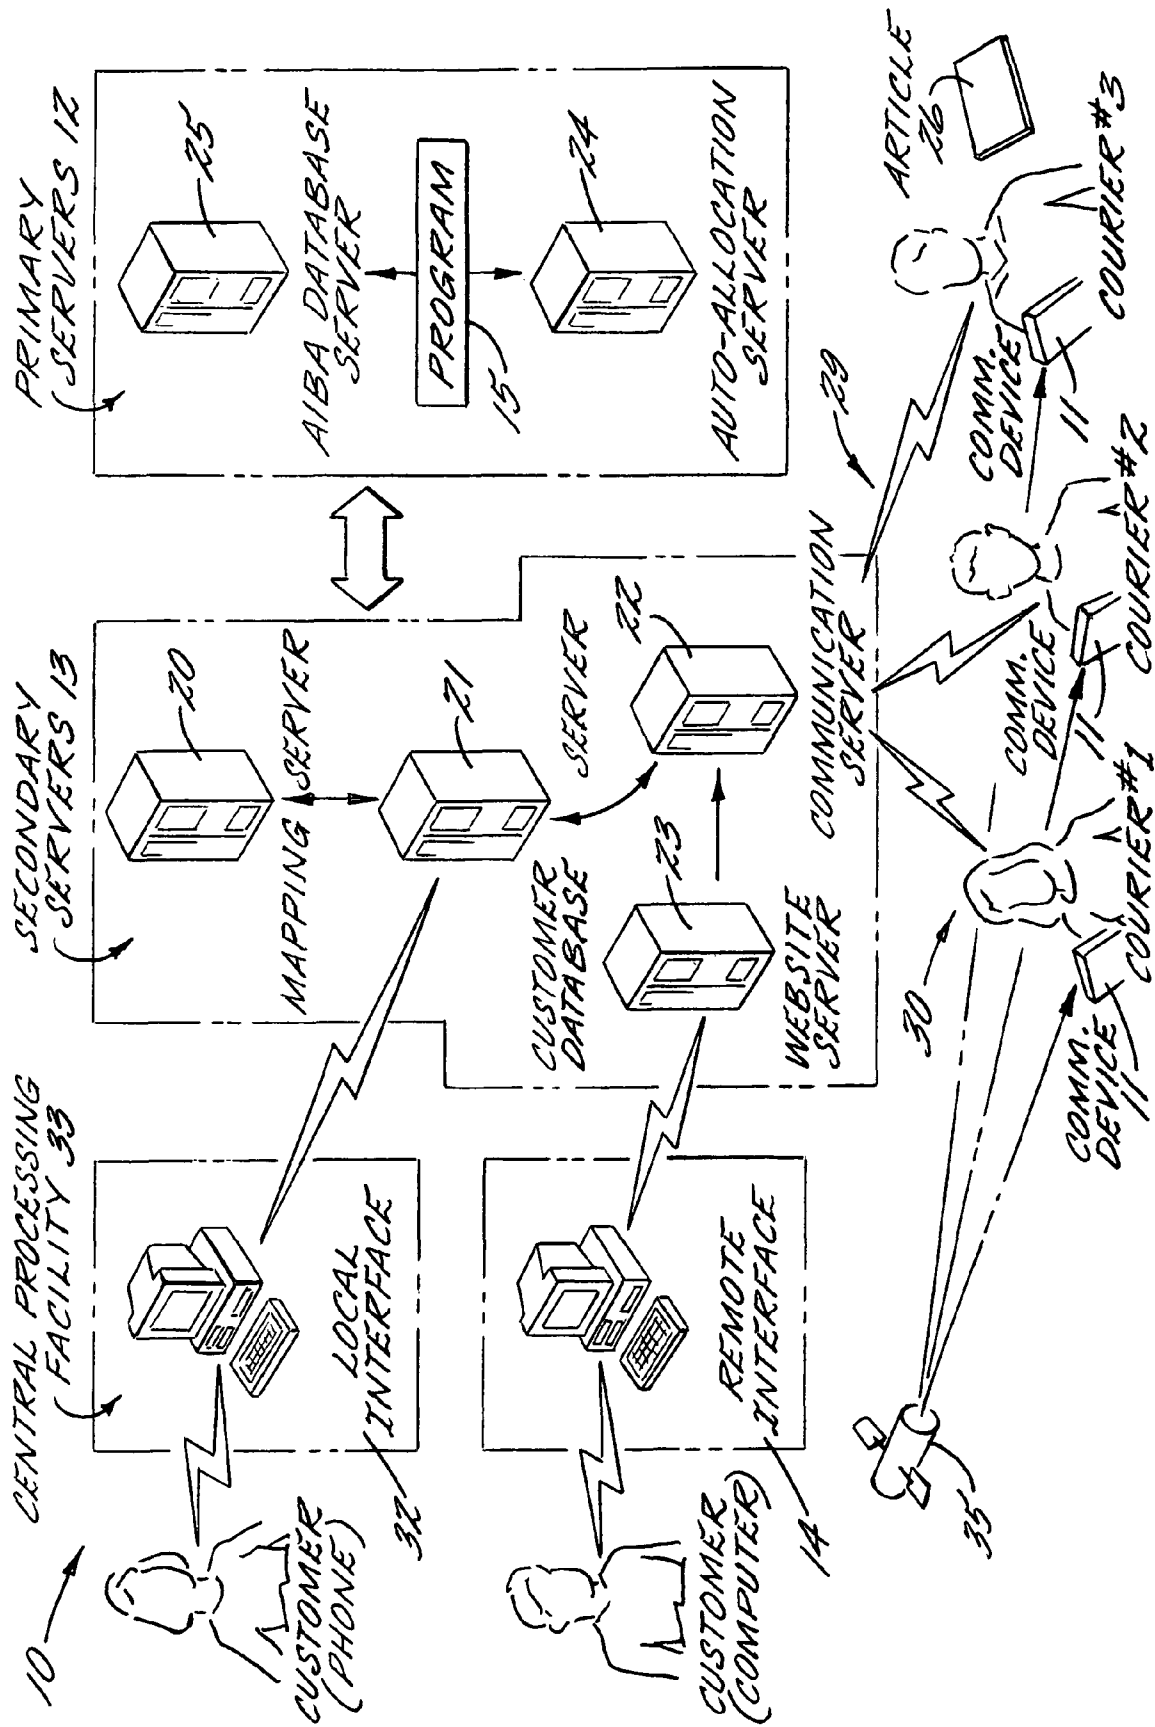 10
CENTRAL PROCESSING
FACILITY 33
SECONDARY
SERVERS 13
PRIMARY
SERVERS 12
CUSTOMER
(PHONE)
32
LOCAL
INTERFACE
20
MAPPING SERVER
21
25
AIBA DATABASE
SERVER
PROGRAM
15
24
AUTO-ALLOCATION
SERVER
CUSTOMER
(COMPUTER)
14
REMOTE
INTERFACE
CUSTOMER
DATABASE
SERVER
23
22
WEBSITE
SERVER
COMMUNICATION
SERVER
29
35
30
COMM.
DEVICE
11
COURIER #1
COMM.
DEVICE
11
COURIER #2
COMM.
DEVICE
11
COURIER #3
ARTICLE
26